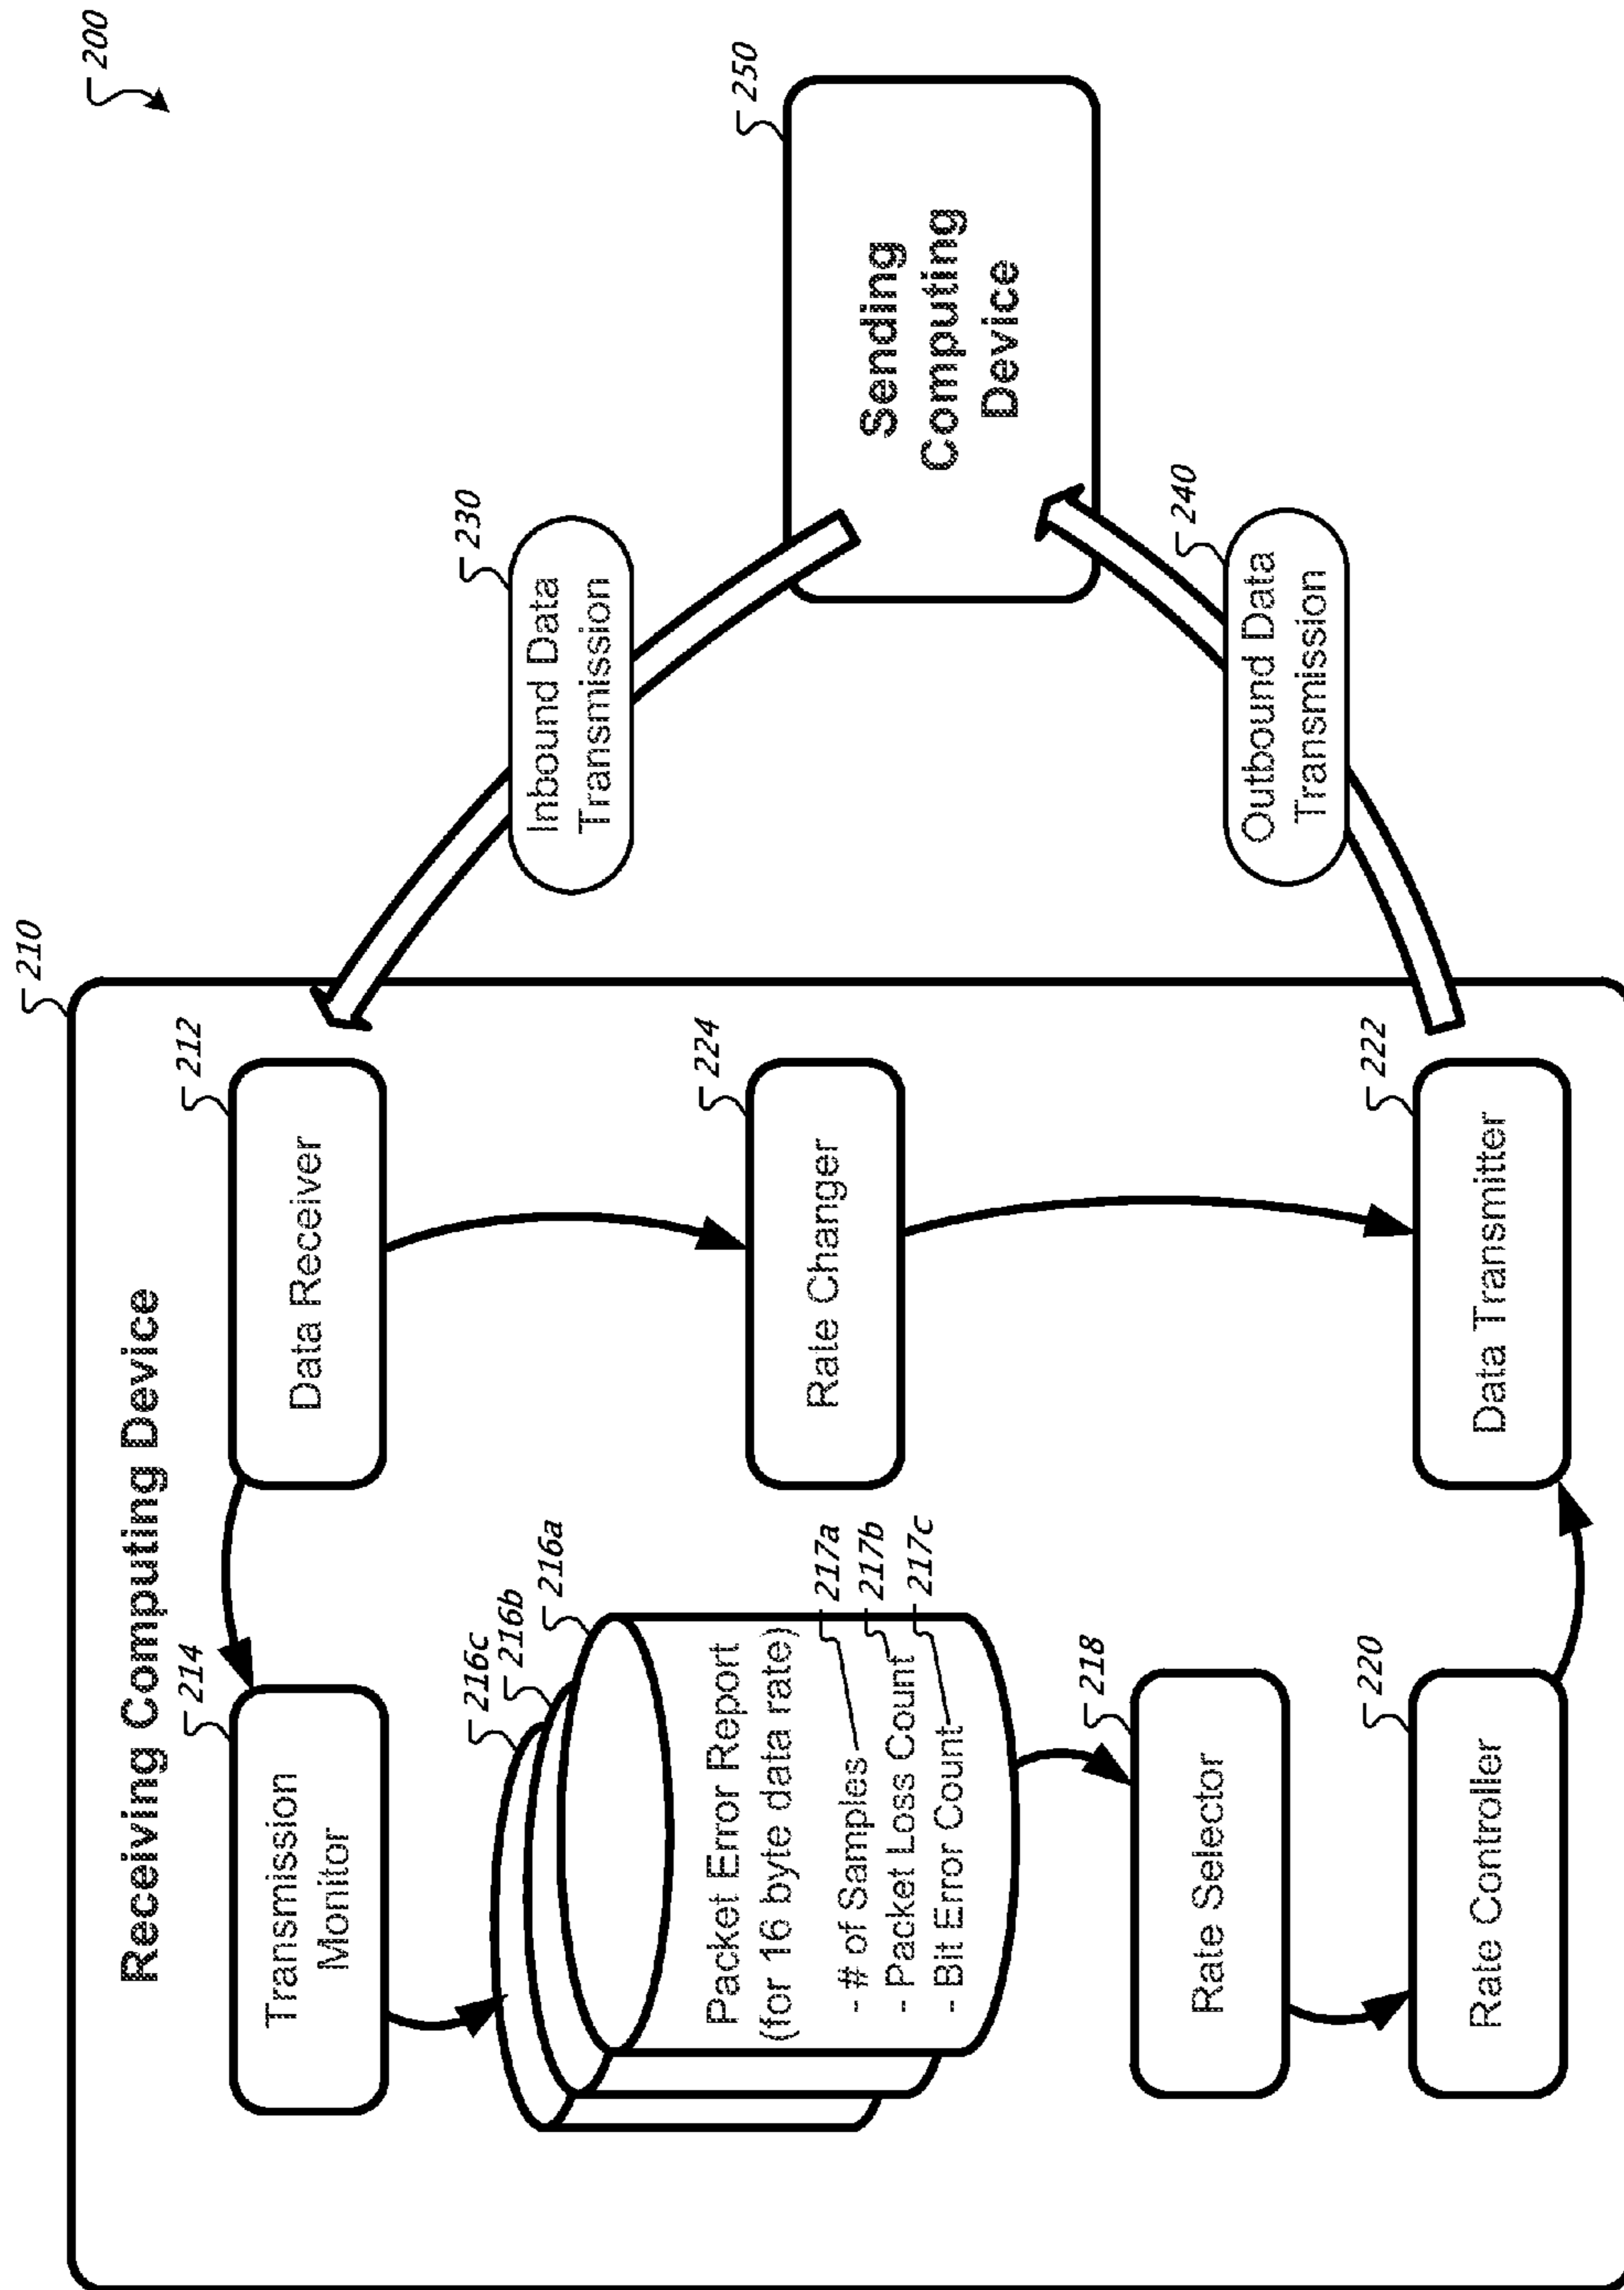 200
210
Receiving Computing Device
214
Transmission
Monitor
212
Data Receiver
230
Inbound Data
Transmission
216c
216b
216a
Packet Error Report
(for 16 byte data rate)
- # of Samples
217a
- Packet Loss Count
217b
- Bit Error Count
217c
224
Rate Changer
250
Sending
Computing
Device
218
Rate Selector
240
Outbound Data
Transmission
220
Rate Controller
222
Data Transmitter